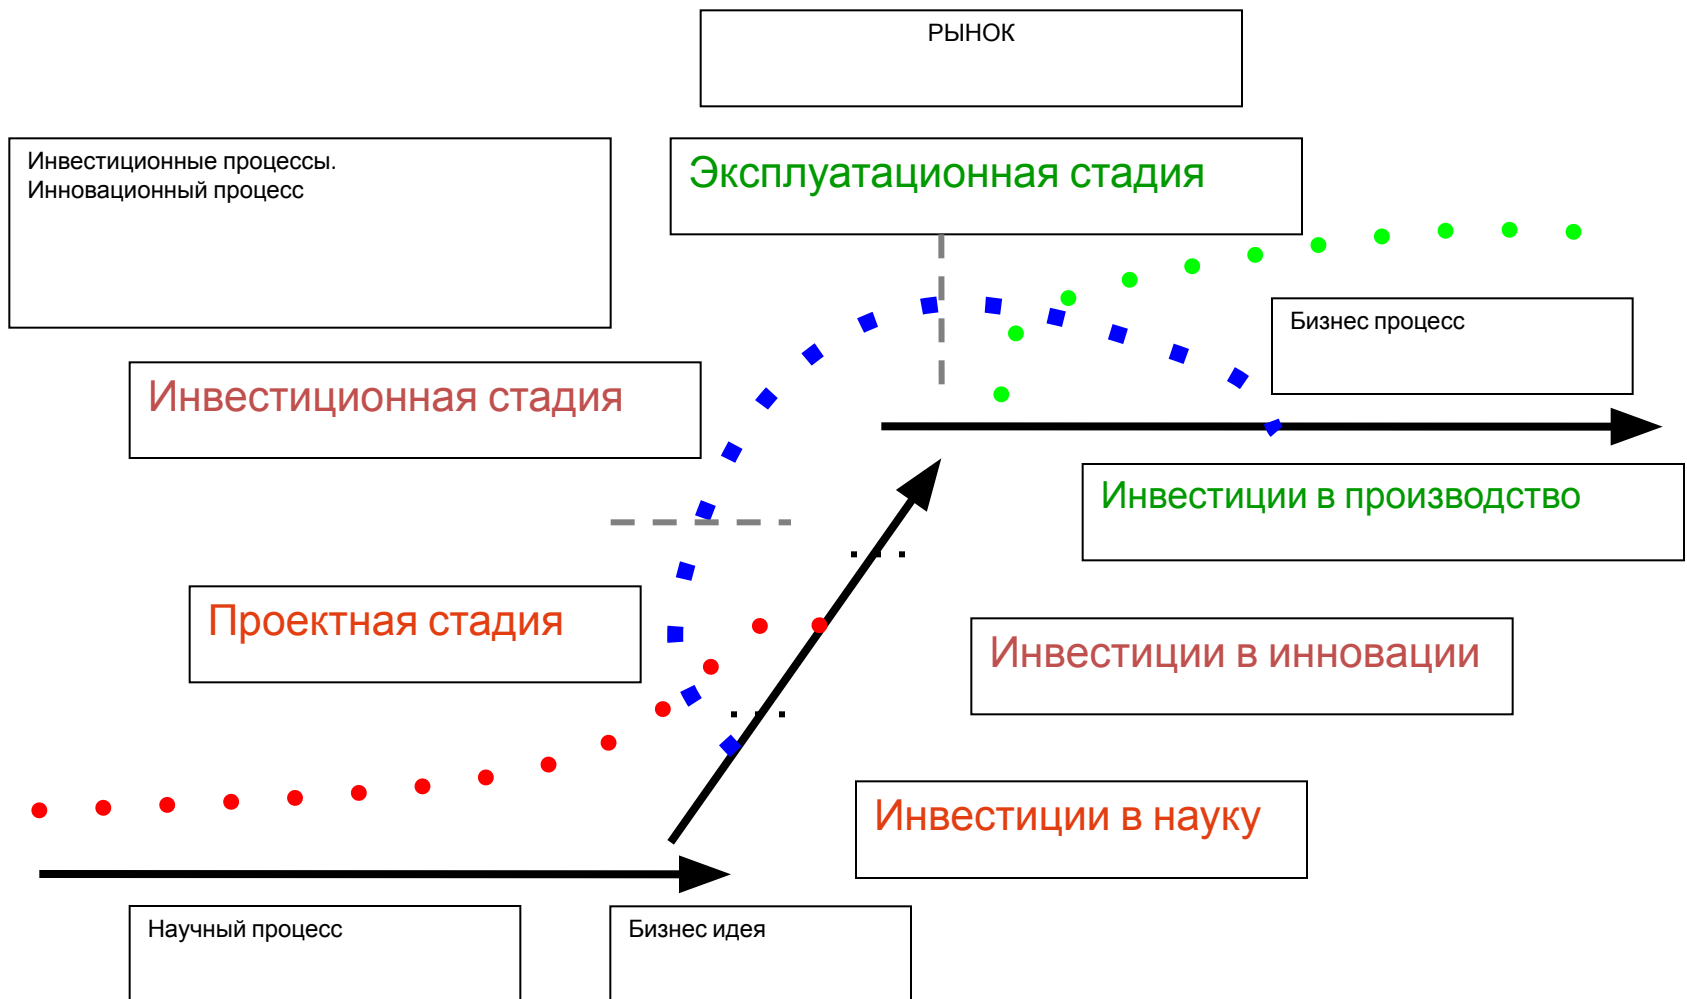 РЫНОК
Инвестиционные процессы.
Инновационный процесс
Эксплуатационная стадия
Бизнес процесс
Инвестиционная стадия
Инвестиции в производство
Проектная стадия
Инвестиции в инновации
Инвестиции в науку
Научный процесс
Бизнес идея